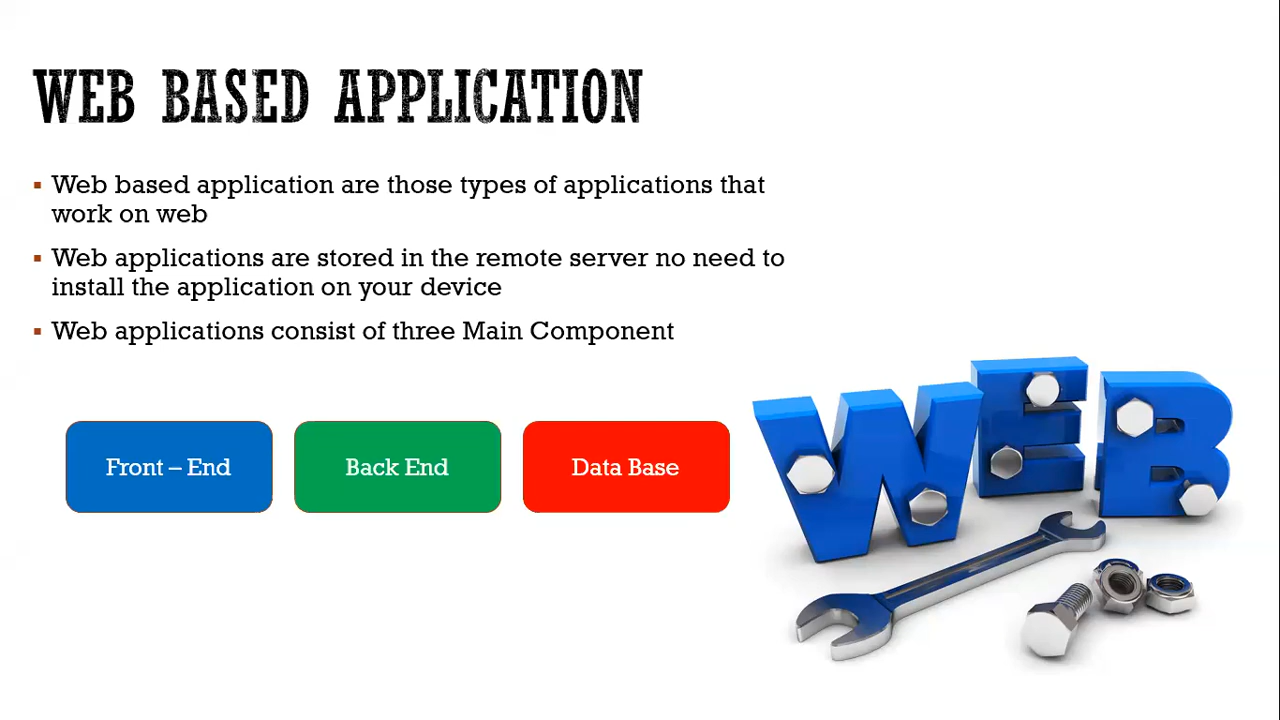 WEB BASED APPLICATION
▪ Web based application are those types of applications that
work on web
▪ Web applications are stored in the remote server no need to
install the application on your device
▪ Web applications consist of three Main Component
Front – End
Back End
Data Base
WEB